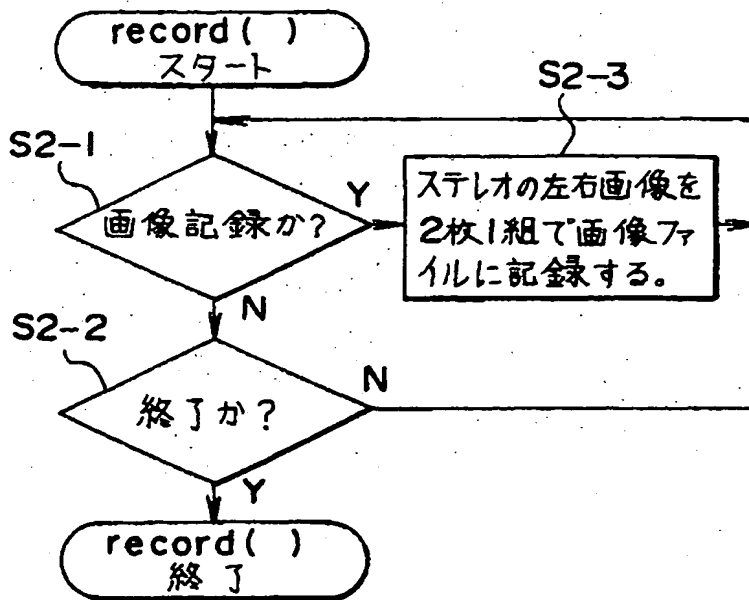 record( )
スタート
S2-3
S2-1
画像記録か?
Y
ステレオの左右画像を
2枚1組で画像ファ
イルに記録する。
N
S2-2
終了か?
N
Y
record( )
終了